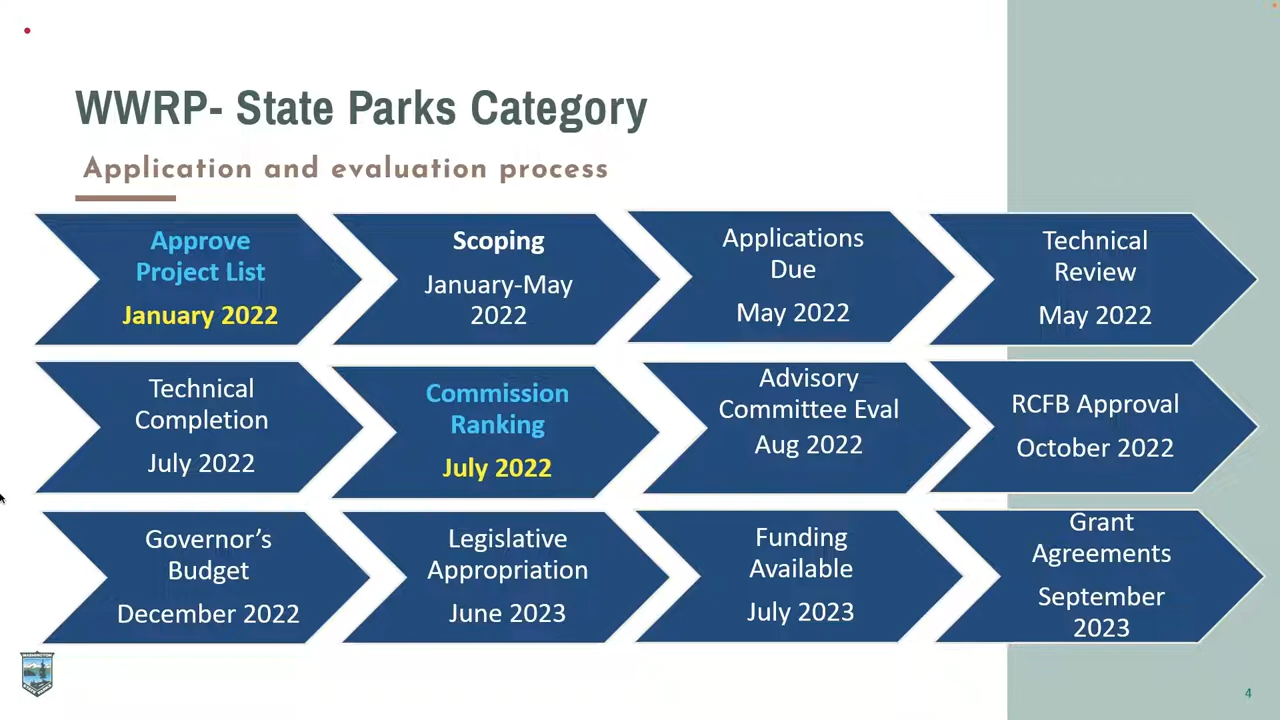 WWRP- State Parks Category
Application and evaluation process
Approve
Project List
January 2022
Scoping
January-May
2022
Applications
Due
May 2022
Technical
Review
May 2022
Technical
Completion
July 2022
Commission
Ranking
July 2022
Advisory
Committee Eval
Aug 2022
RCFB Approval
October 2022
Governor’s
Budget
December 2022
Legislative
Appropriation
June 2023
Funding
Available
July 2023
Grant
Agreements
September
2023
4